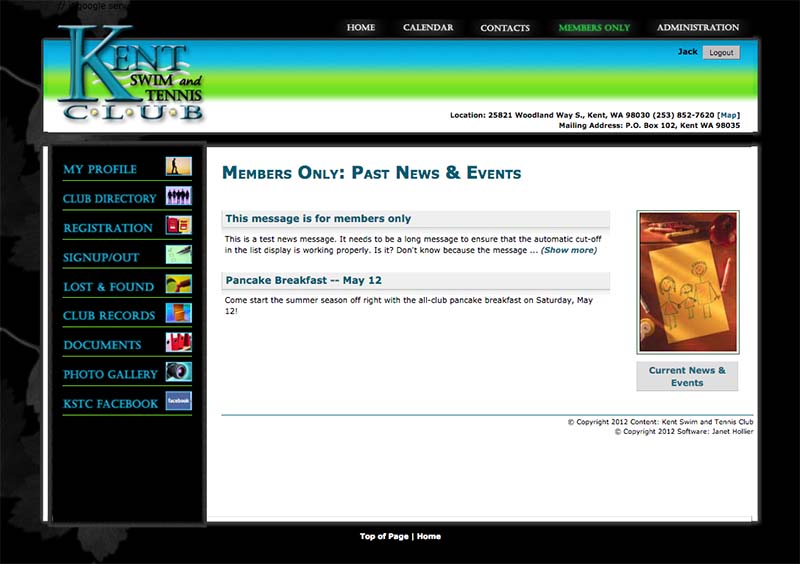 // is google serv
HOME CALENDAR CONTACTS MEMBERS ONLY ADMINISTRATION
Jack Logout
KENT
SWIM and
TENNIS
C·L·U·B
Location: 25821 Woodland Way S., Kent, WA 98030 (253) 852-7620 [Map]
Mailing Address: P.O. Box 102, Kent WA 98035
MY PROFILE
CLUB DIRECTORY
REGISTRATION
SIGNUP/OUT
LOST & FOUND
CLUB RECORDS
DOCUMENTS
PHOTO GALLERY
KSTC FACEBOOK
facebook
Members Only: Past News & Events
This message is for members only
This is a test news message. It needs to be a long message to ensure that the automatic cut-off
in the list display is working properly. Is it? Don't know because the message ... (Show more)
Pancake Breakfast -- May 12
Come start the summer season off right with the all-club pancake breakfast on Saturday, May
12!
Current News &
Events
© Copyright 2012 Content: Kent Swim and Tennis Club
© Copyright 2012 Software: Janet Hollier
Top of Page | Home